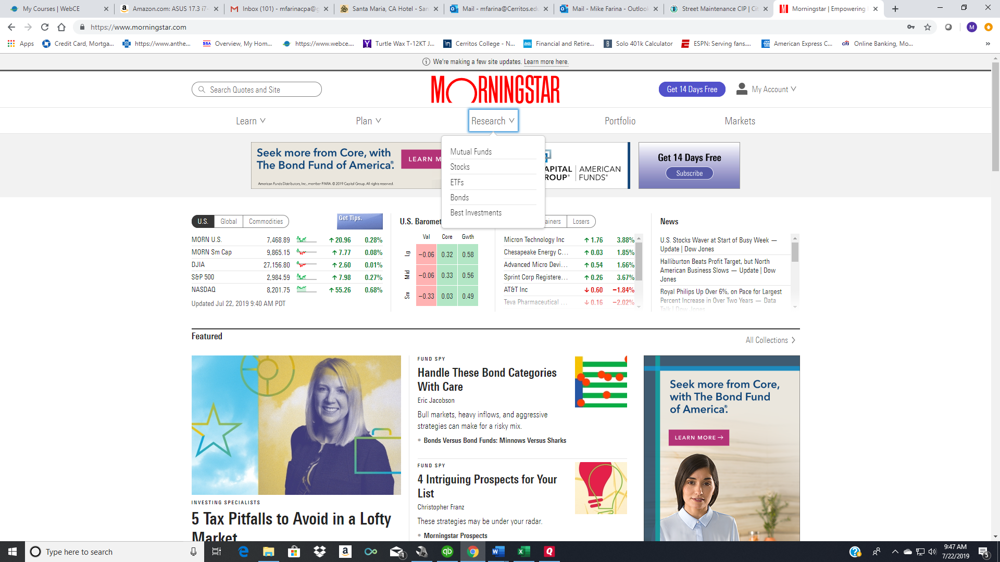 My Courses | WebCE
Amazon.com: ASUS 17.3 i7-
Inbox (101) - mfarinacpa@g
Santa Maria, CA Hotel - San
Mail - mfarina@Cerritos.edu
Mail - Mike Farina - Outlook
Street Maintenance CIP | Cit
Morningstar | Empowering
https://www.morningstar.com
M
Apps
Credit Card, Mortga...
https://www.anthe...
SSA
Overview, My Hom...
https://www.webce....
Turtle Wax T-12KT J...
Cerritos College - N...
Financial and Retire...
Solo 401k Calculator
ESPN: Serving fans....
American Express C...
citi
Online Banking, Mo...
»
We're making a few site updates. Learn more here.
Search Quotes and Site
MORNINGSTAR
Get 14 Days Free
My Account
Learn
Plan
Research
Portfolio
Markets
Seek more from Core, with
The Bond Fund of America®.
LEARN M
American Funds Distributors, Inc., member FINRA. © 2019 Capital Group. All rights reserved.
Mutual Funds
Stocks
ETFs
Bonds
Best Investments
APITAL
ROUP®
AMERICAN
FUNDS®
Get 14 Days Free
Subscribe
U.S.
Global
Commodities
Get Tips.
MORN U.S. 7,468.89 ↑ 20.96 0.28%
MORN Sm Cap 9,865.15 ↑ 7.77 0.08%
DJIA 27,156.80 ↑ 2.60 0.01%
S&P 500 2,984.59 ↑ 7.98 0.27%
NASDAQ 8,201.75 ↑ 55.26 0.68%
Updated Jul 22, 2019 9:40 AM PDT
U.S. Baromet
Val Core Gwth
Lg −0.06 0.32 0.58
Mid −0.06 0.33 0.56
Sm −0.33 0.03 0.49
ainers
Losers
Micron Technology Inc ↑ 1.76 3.88%
Chesapeake Energy C... ↑ 0.03 1.85%
Advanced Micro Devi... ↑ 0.54 1.66%
Sprint Corp Registere... ↑ 0.26 3.67%
AT&T Inc ↓ 0.60 −1.84%
Teva Pharmaceutical ... ↓ 0.16 −2.02%
News
U.S. Stocks Waver at Start of Busy Week —
Update | Dow Jones
Halliburton Beats Profit Target, but North
American Business Slows — Update | Dow
Jones
Royal Philips Up Over 6%, on Pace for Largest
Percent Increase in Over Two Years — Data
Talk | Dow Jones
Featured
All Collections
INVESTING SPECIALISTS
5 Tax Pitfalls to Avoid in a Lofty
Market
FUND SPY
Handle These Bond Categories
With Care
Eric Jacobson
Bull markets, heavy inflows, and aggressive
strategies can make for a risky mix.
• Bonds Versus Bond Funds: Minnows Versus Sharks
FUND SPY
4 Intriguing Prospects for Your
List
Christopher Franz
These strategies may be under your radar.
• Morningstar Prospects
Seek more from Core,
with The Bond Fund
of America®.
LEARN MORE →
Type here to search
1
qb
9:47 AM
7/22/2019
5